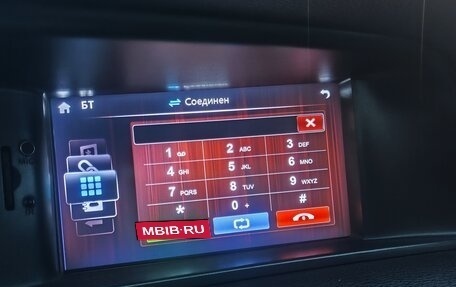 БТ
Соединен
1
2 ABC
3 DEF
4 GHI
5 JKL
6 MNO
7 PQRS
8 TUV
9 WXYZ
*
0 +
#
MBIB.RU